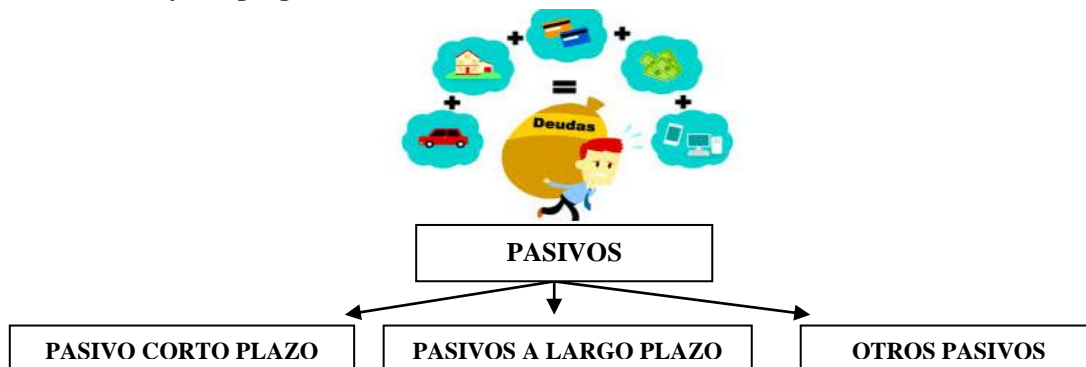 Deudas
PASIVOS
PASIVO CORTO PLAZO
PASIVOS A LARGO PLAZO
OTROS PASIVOS